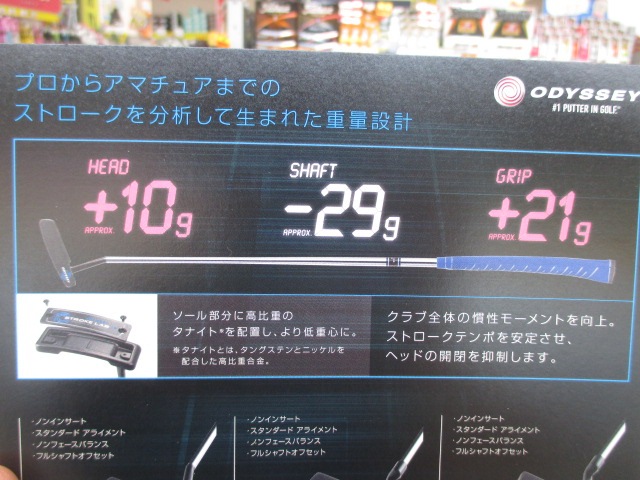 プロからアマチュアまでの
ストロークを分析して生まれた重量設計
ODYSSEY
#1 PUTTER IN GOLF.™
HEAD
APPROX. +10g
SHAFT
APPROX. -29g
GRIP
APPROX. +21g
STROKE LAB
ソール部分に高比重の
タナイト*を配置し、より低重心に。
※タナイトとは、タングステンとニッケルを
配合した高比重合金。
クラブ全体の慣性モーメントを向上。
ストロークテンポを安定させ、
ヘッドの開閉を抑制します。
・ノンインサート
・スタンダード アライメント
・ノンフェースバランス
・フルシャフトオフセット
・ノンインサート
・スタンダード アライメント
・ノンフェースバランス
・フルシャフトオフセット
・ノンインサート
・スタンダード アライメント
・ノンフェースバランス
・フルシャフトオフセット